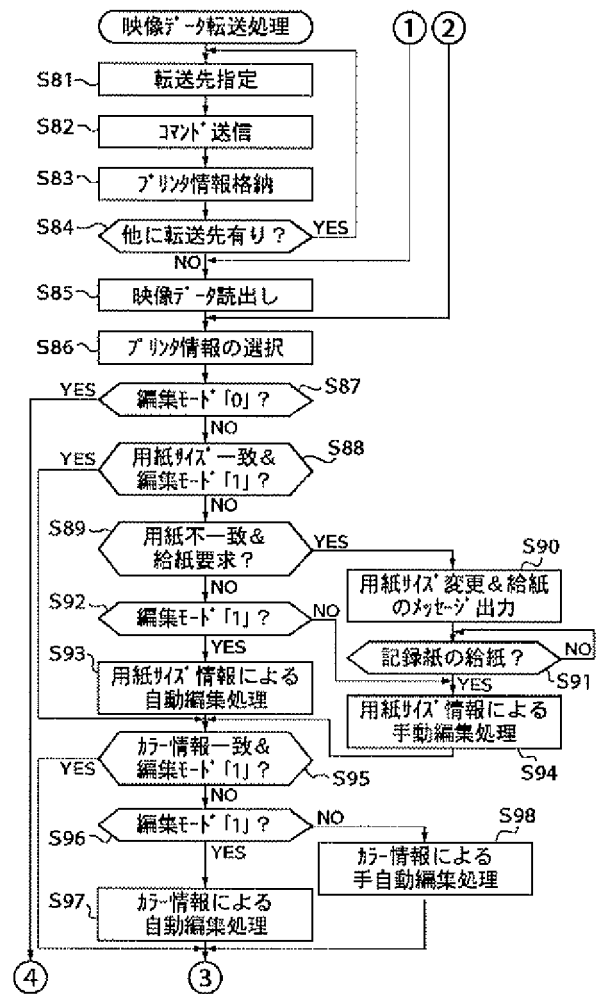 映像データ転送処理
① ②
S81
転送先指定
S82
コマンド送信
S83
プリンタ情報格納
S84
他に転送先有り？
YES
NO
S85
映像データ読出し
S86
プリンタ情報の選択
YES
編集モード「0」？
S87
NO
YES
用紙サイズ一致＆
編集モード「1」？
S88
NO
S89
用紙不一致＆
給紙要求？
YES
NO
S90
用紙サイズ変更＆給紙
のメッセージ出力
S92
編集モード「1」？
NO
YES
記録紙の給紙？
NO
S91
YES
S93
用紙サイズ情報による
自動編集処理
用紙サイズ情報による
手動編集処理
S94
カラー情報一致＆
編集モード「1」？
YES
S95
NO
S96
編集モード「1」？
NO
YES
S98
カラー情報による
手自動編集処理
S97
カラー情報による
自動編集処理
④ ③